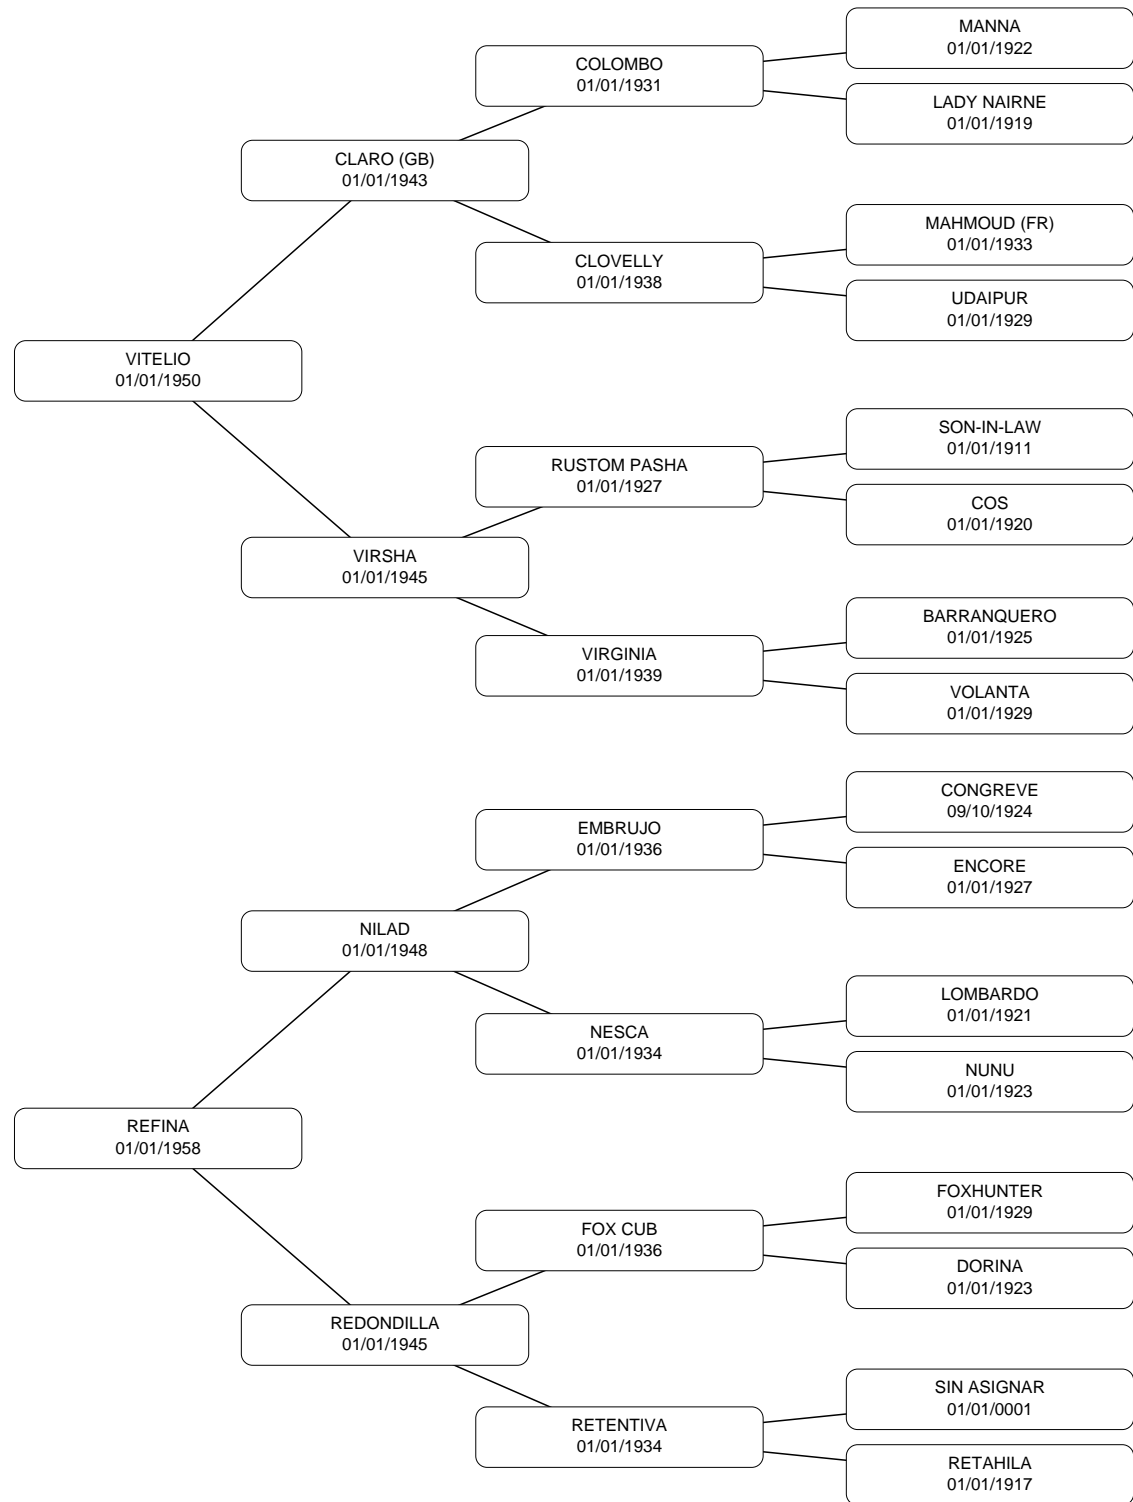 MANNA
01/01/1922
COLOMBO
01/01/1931
LADY NAIRNE
01/01/1919
CLARO (GB)
01/01/1943
MAHMOUD (FR)
01/01/1933
CLOVELLY
01/01/1938
UDAIPUR
01/01/1929
VITELIO
01/01/1950
SON-IN-LAW
01/01/1911
RUSTOM PASHA
01/01/1927
COS
01/01/1920
VIRSHA
01/01/1945
BARRANQUERO
01/01/1925
VIRGINIA
01/01/1939
VOLANTA
01/01/1929
CONGREVE
09/10/1924
EMBRUJO
01/01/1936
ENCORE
01/01/1927
NILAD
01/01/1948
LOMBARDO
01/01/1921
NESCA
01/01/1934
NUNU
01/01/1923
REFINA
01/01/1958
FOXHUNTER
01/01/1929
FOX CUB
01/01/1936
DORINA
01/01/1923
REDONDILLA
01/01/1945
SIN ASIGNAR
01/01/0001
RETENTIVA
01/01/1934
RETAHILA
01/01/1917